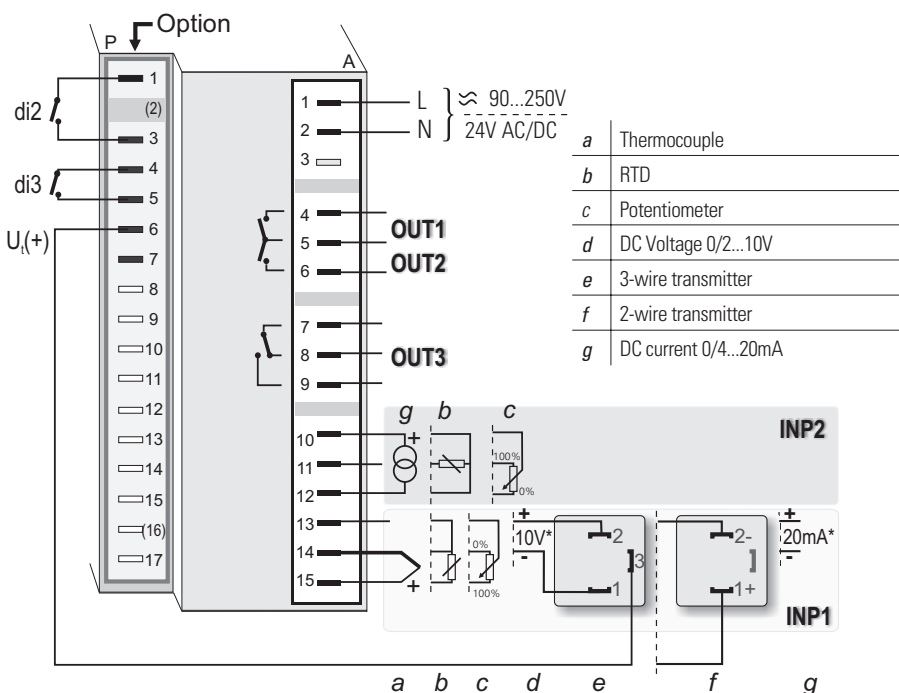 Option
P
A
di2
di3
Uₜ(+)
1
(2)
3
4
5
6
7
8
9
10
11
12
13
14
15
(16)
17
1
2
3
4
5
6
7
8
9
10
11
12
13
14
15
L
N
90...250V
24V AC/DC
OUT1
OUT2
OUT3
a Thermocouple
b RTD
c Potentiometer
d DC Voltage 0/2...10V
e 3-wire transmitter
f 2-wire transmitter
g DC current 0/4...20mA
g b c
INP2
+
100%
0%
+
0%
100%
+
10V*
-
2
3
1
2-
1+
+
20mA*
-
INP1
a b c d e f g